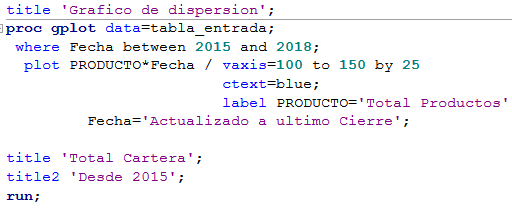 title 'Grafico de dispersion';
proc gplot data=tabla_entrada;
where Fecha between 2015 and 2018;
plot PRODUCTO*Fecha / vaxis=100 to 150 by 25
ctext=blue;
label PRODUCTO='Total Productos'
Fecha='Actualizado a ultimo Cierre';
title 'Total Cartera';
title2 'Desde 2015';
run;